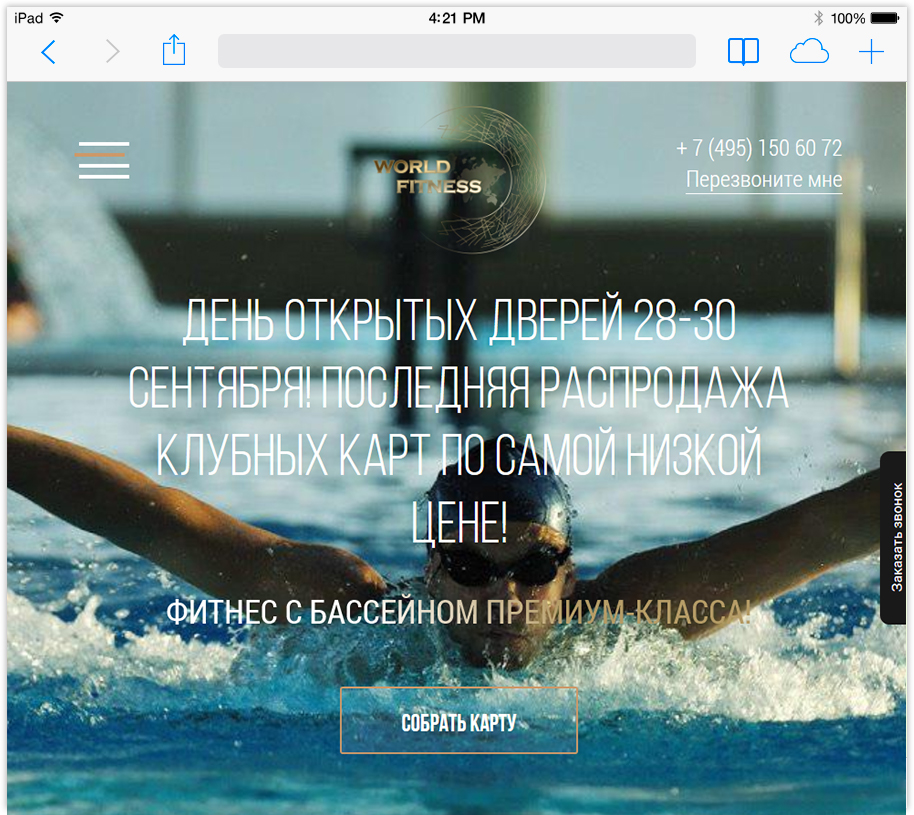 iPad 4:21 PM 100%
WORLD
FITNESS
+ 7 (495) 150 60 72
Перезвоните мне
ДЕНЬ ОТКРЫТЫХ ДВЕРЕЙ 28-30
СЕНТЯБРЯ! ПОСЛЕДНЯЯ РАСПРОДАЖА
КЛУБНЫХ КАРТ ПО САМОЙ НИЗКОЙ
ЦЕНЕ!
Заказать звонок
ФИТНЕС С БАССЕЙНОМ ПРЕМИУМ-КЛАССА!
СОБРАТЬ КАРТУ